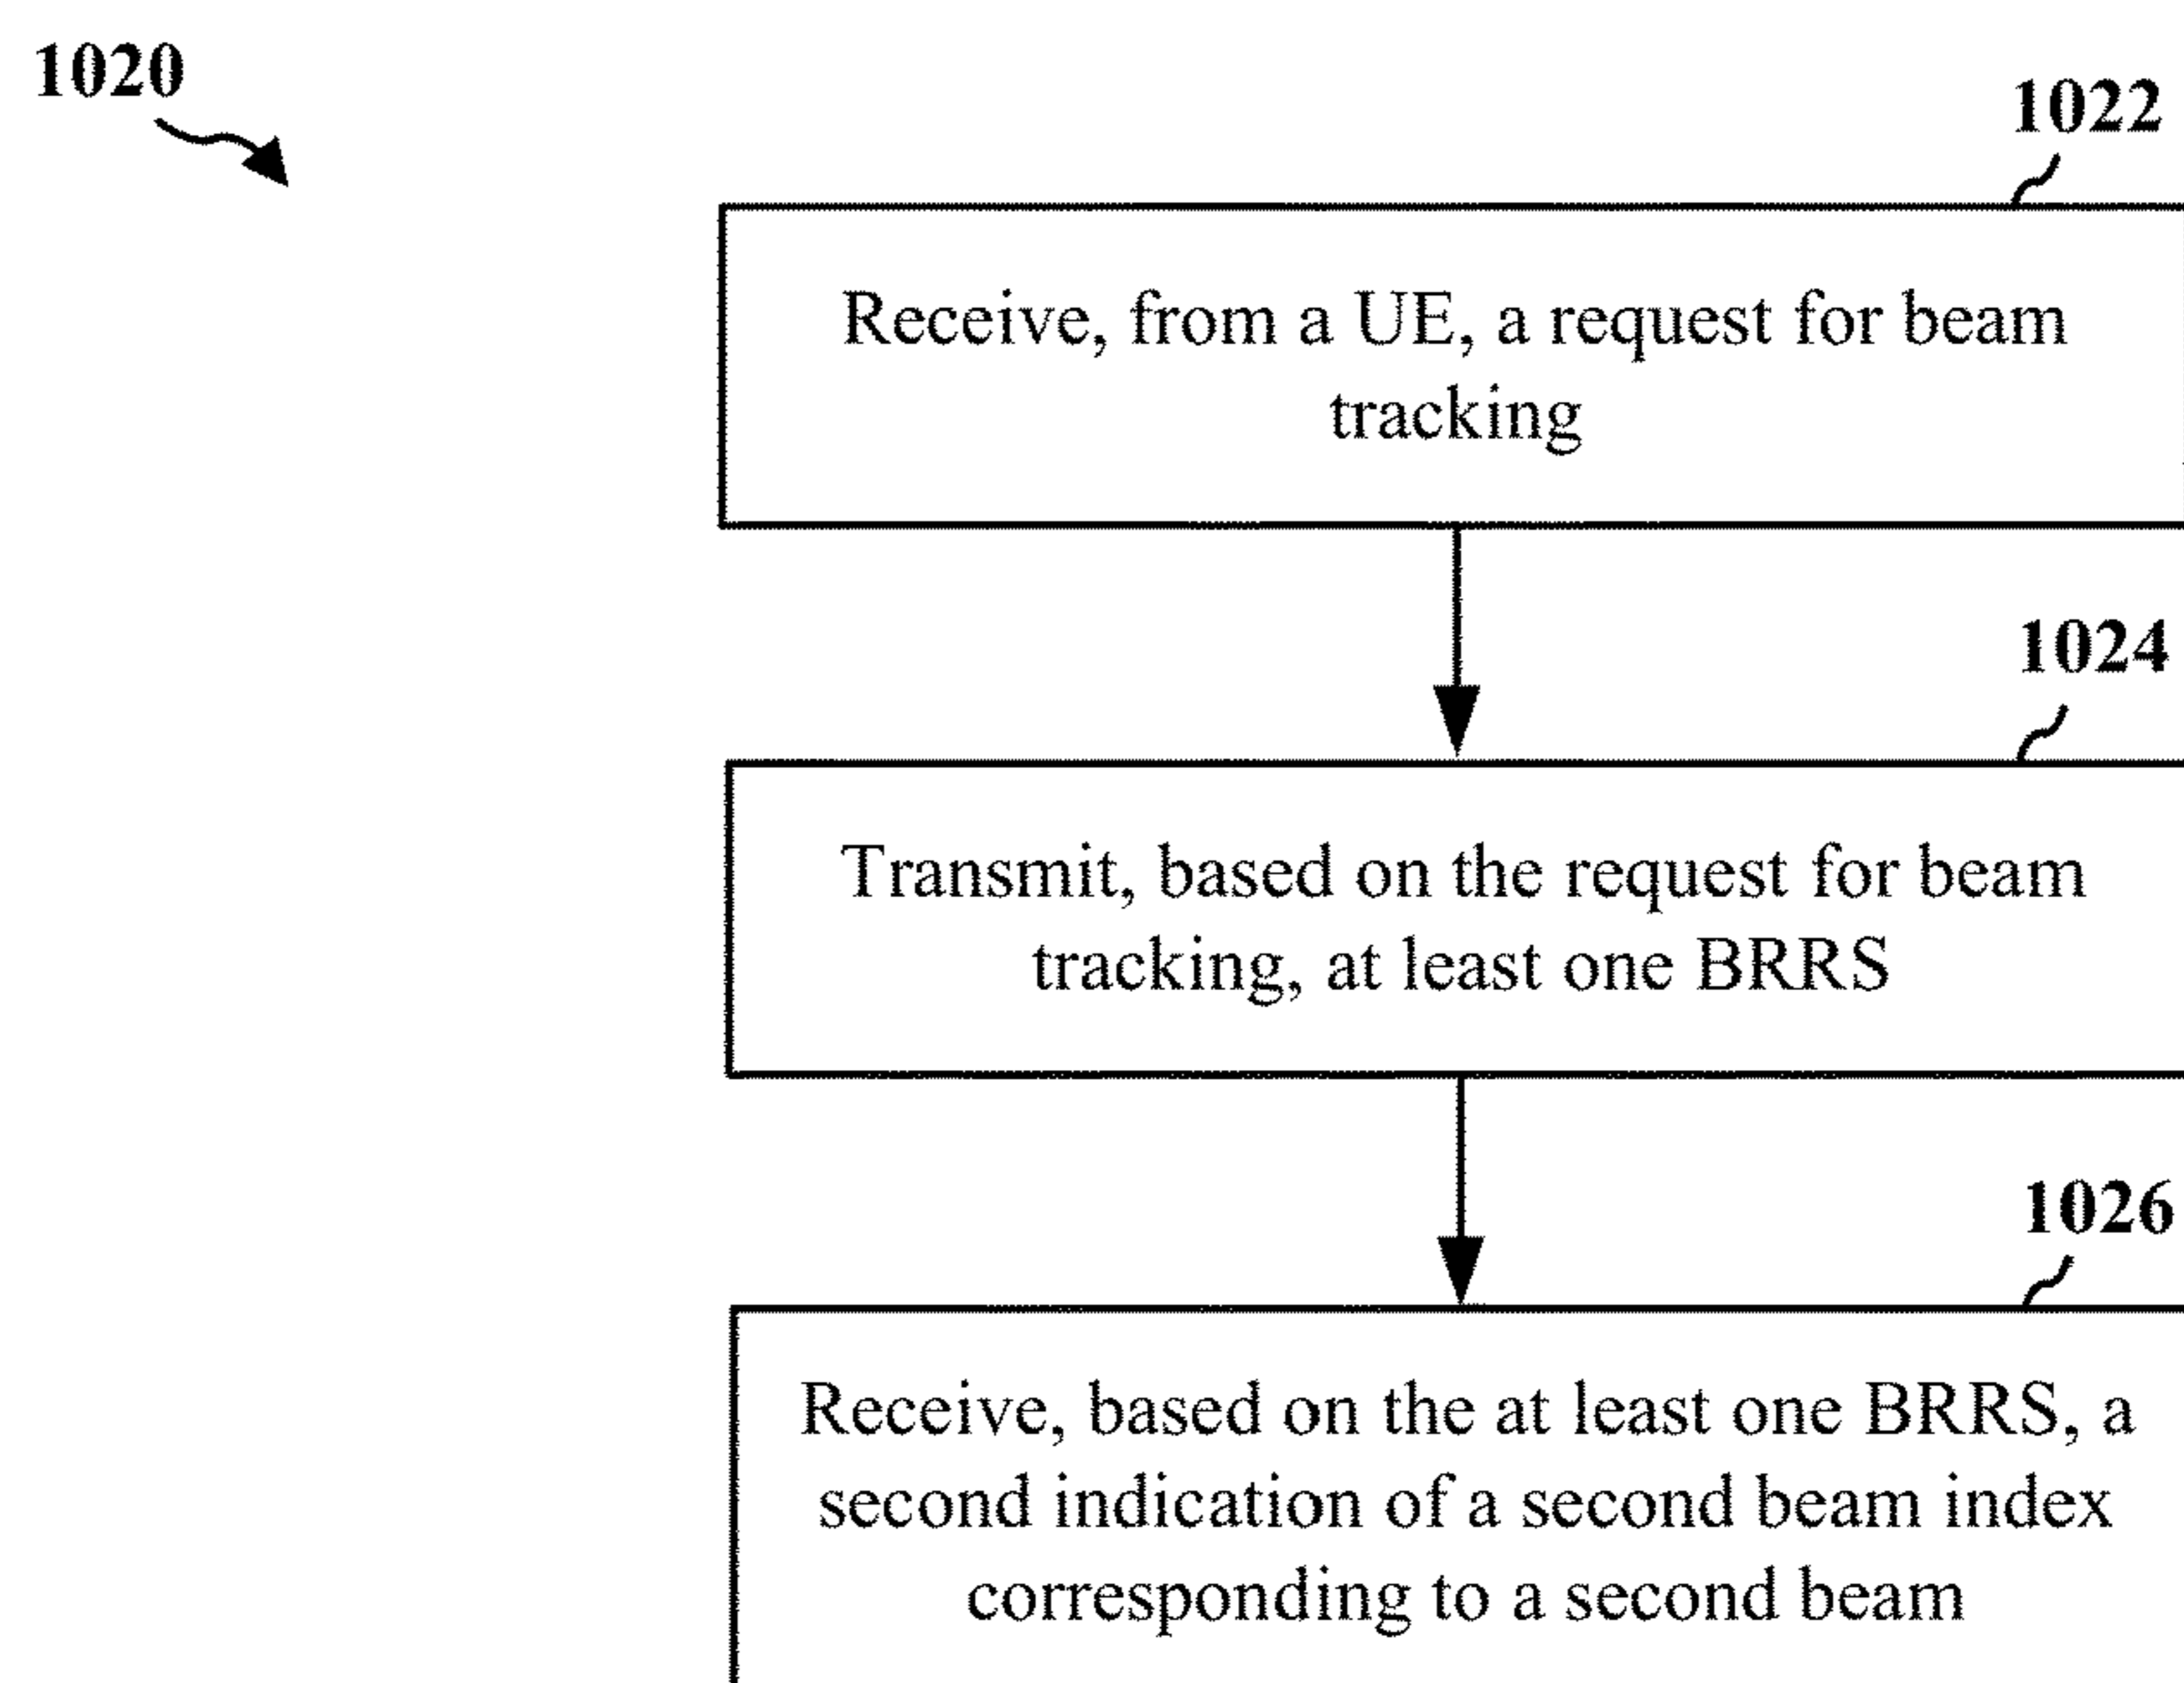 1020
1022
Receive, from a UE, a request for beam
tracking
1024
Transmit, based on the request for beam
tracking, at least one BRRS
1026
Receive, based on the at least one BRRS, a
second indication of a second beam index
corresponding to a second beam